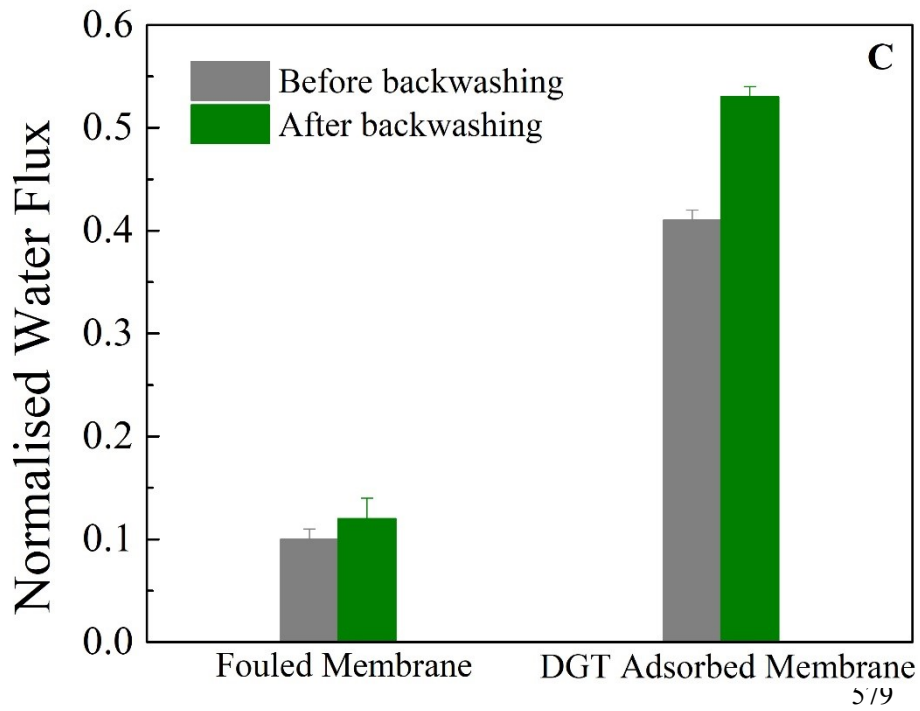 0.6
C
Before backwashing
After backwashing
0.5
0.4
0.3
0.2
0.1
0.0
Normalised Water Flux
Fouled Membrane
DGT Adsorbed Membrane
579